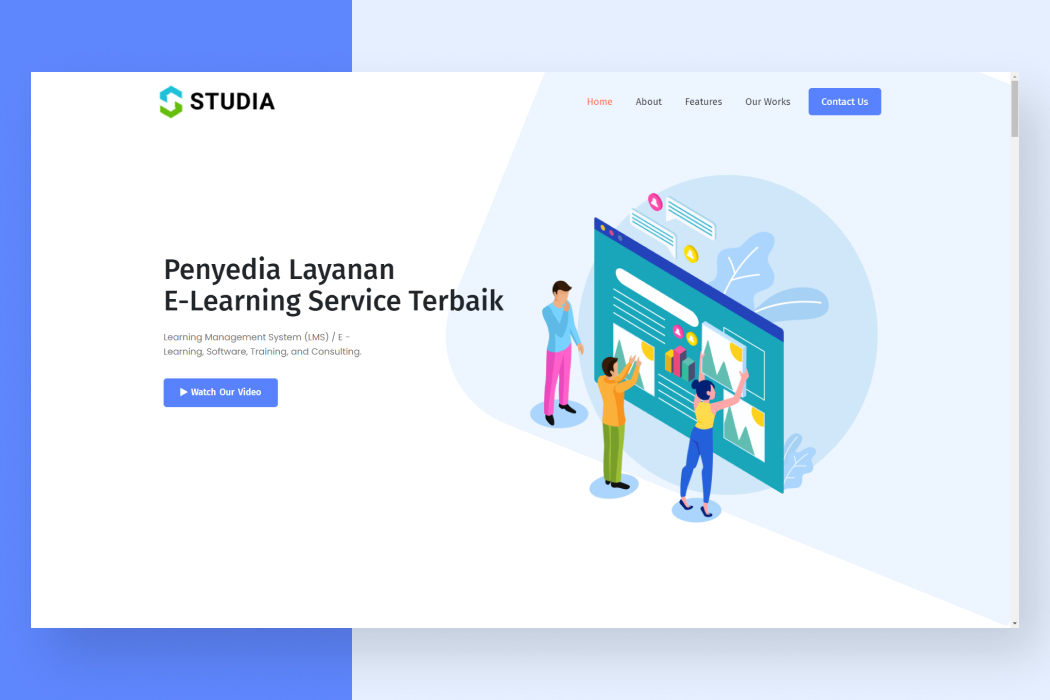 STUDIA
Home About Features Our Works Contact Us
Penyedia Layanan
E-Learning Service Terbaik
Learning Management System (LMS) / E -
Learning, Software, Training, and Consulting.
Watch Our Video